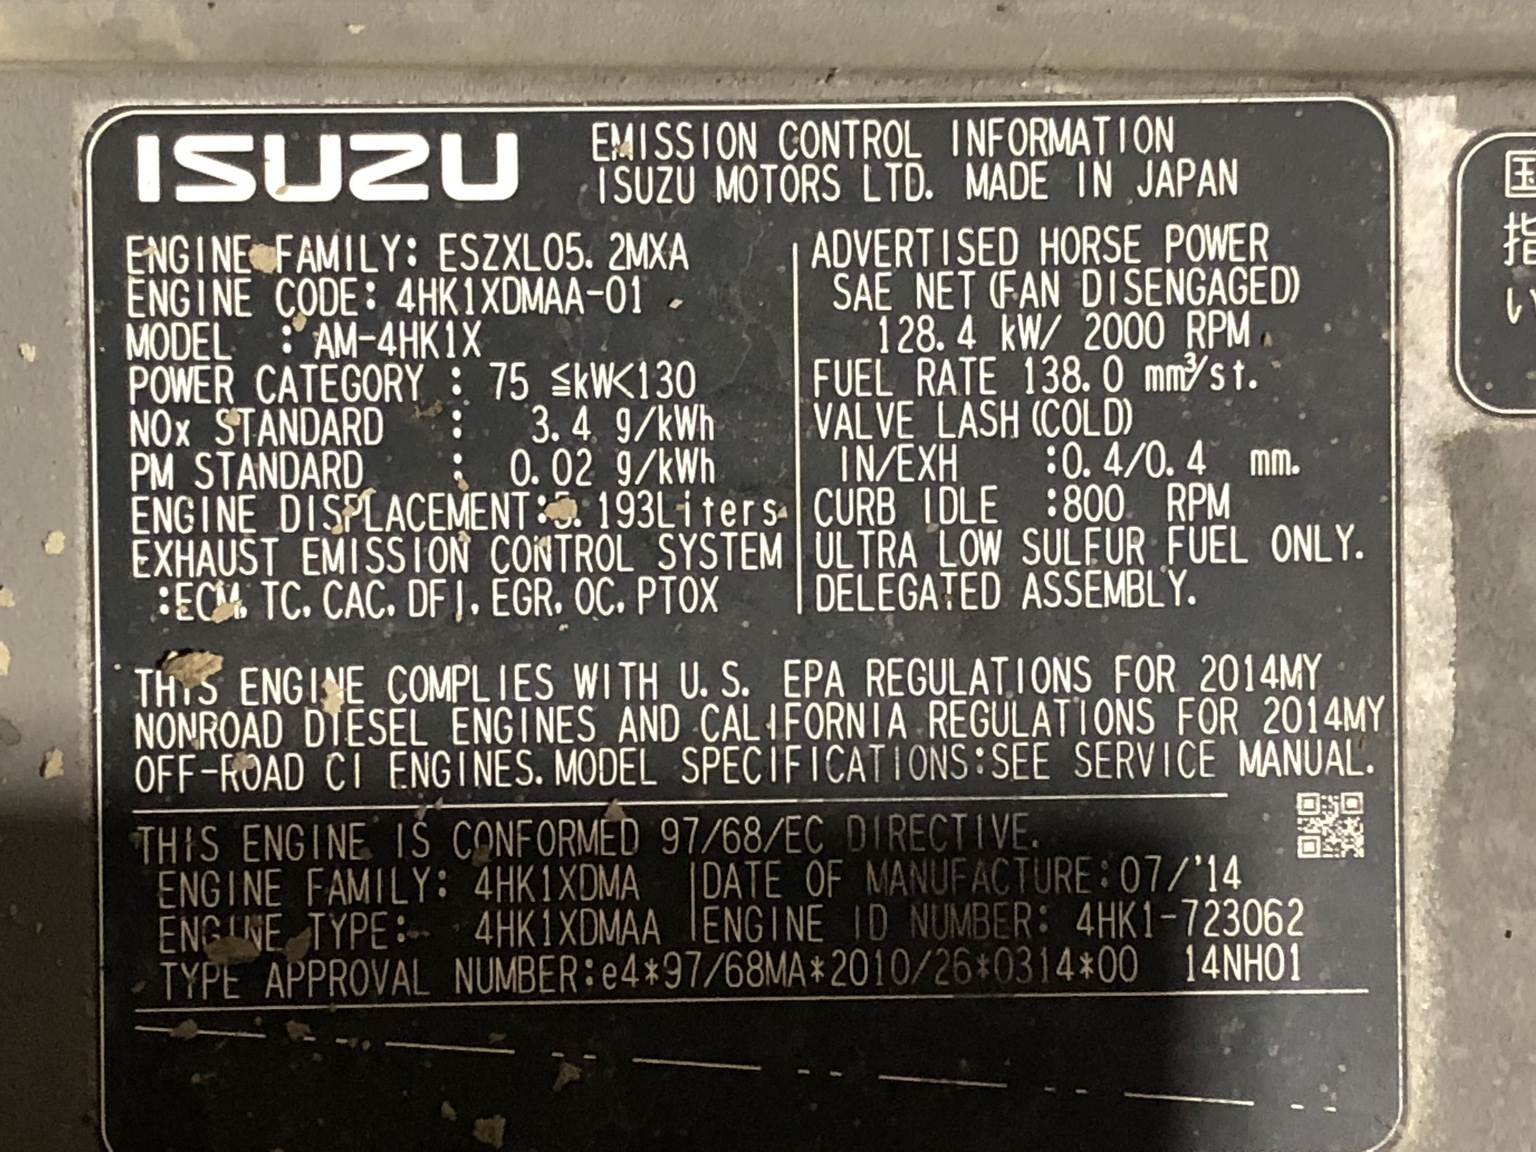 ISUZU
EMISSION CONTROL INFORMATION
ISUZU MOTORS LTD. MADE IN JAPAN
ENGINE FAMILY: ESZXL05.2MXA
ENGINE CODE: 4HK1XDMAA-01
MODEL : AM-4HK1X
POWER CATEGORY : 75 ≦kW<130
NOx STANDARD : 3.4 g/kWh
PM STANDARD : 0.02 g/kWh
ENGINE DISPLACEMENT:5.193Liters
EXHAUST EMISSION CONTROL SYSTEM
:ECM, TC, CAC, DFI, EGR, OC, PTOX
ADVERTISED HORSE POWER
SAE NET (FAN DISENGAGED)
128.4 kW/ 2000 RPM
FUEL RATE 138.0 mm³/st.
VALVE LASH (COLD)
IN/EXH :0.4/0.4 mm.
CURB IDLE :800 RPM
ULTRA LOW SULFUR FUEL ONLY.
DELEGATED ASSEMBLY.
THIS ENGINE COMPLIES WITH U.S. EPA REGULATIONS FOR 2014MY
NONROAD DIESEL ENGINES AND CALIFORNIA REGULATIONS FOR 2014MY
OFF-ROAD CI ENGINES. MODEL SPECIFICATIONS:SEE SERVICE MANUAL.
THIS ENGINE IS CONFORMED 97/68/EC DIRECTIVE.
ENGINE FAMILY: 4HK1XDMA
ENGINE TYPE: 4HK1XDMAA
DATE OF MANUFACTURE:07/'14
ENGINE ID NUMBER: 4HK1-723062
TYPE APPROVAL NUMBER:e4*97/68MA*2010/26*0314*00 14NH01
指
い